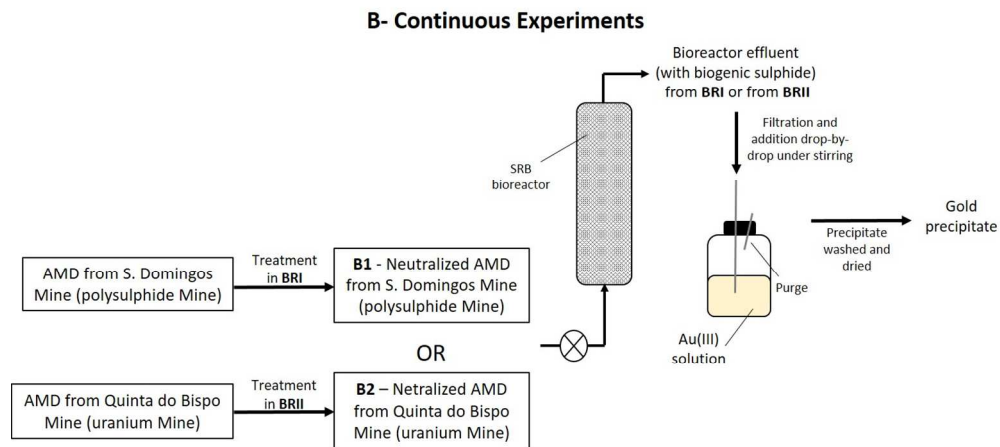 B- Continuous Experiments
Bioreactor effluent
(with biogenic sulphide)
from BRI or from BRII
Filtration and
addition drop-by-
drop under stirring
SRB
bioreactor
Gold
precipitate
Precipitate
washed and
dried
Purge
Au(III)
solution
AMD from S. Domingos
Mine (polysulphide Mine)
Treatment
in BRI
B1 - Neutralized AMD
from S. Domingos Mine
(polysulphide Mine)
OR
AMD from Quinta do Bispo
Mine (uranium Mine)
Treatment
in BRII
B2 – Netralized AMD
from Quinta do Bispo
Mine (uranium Mine)